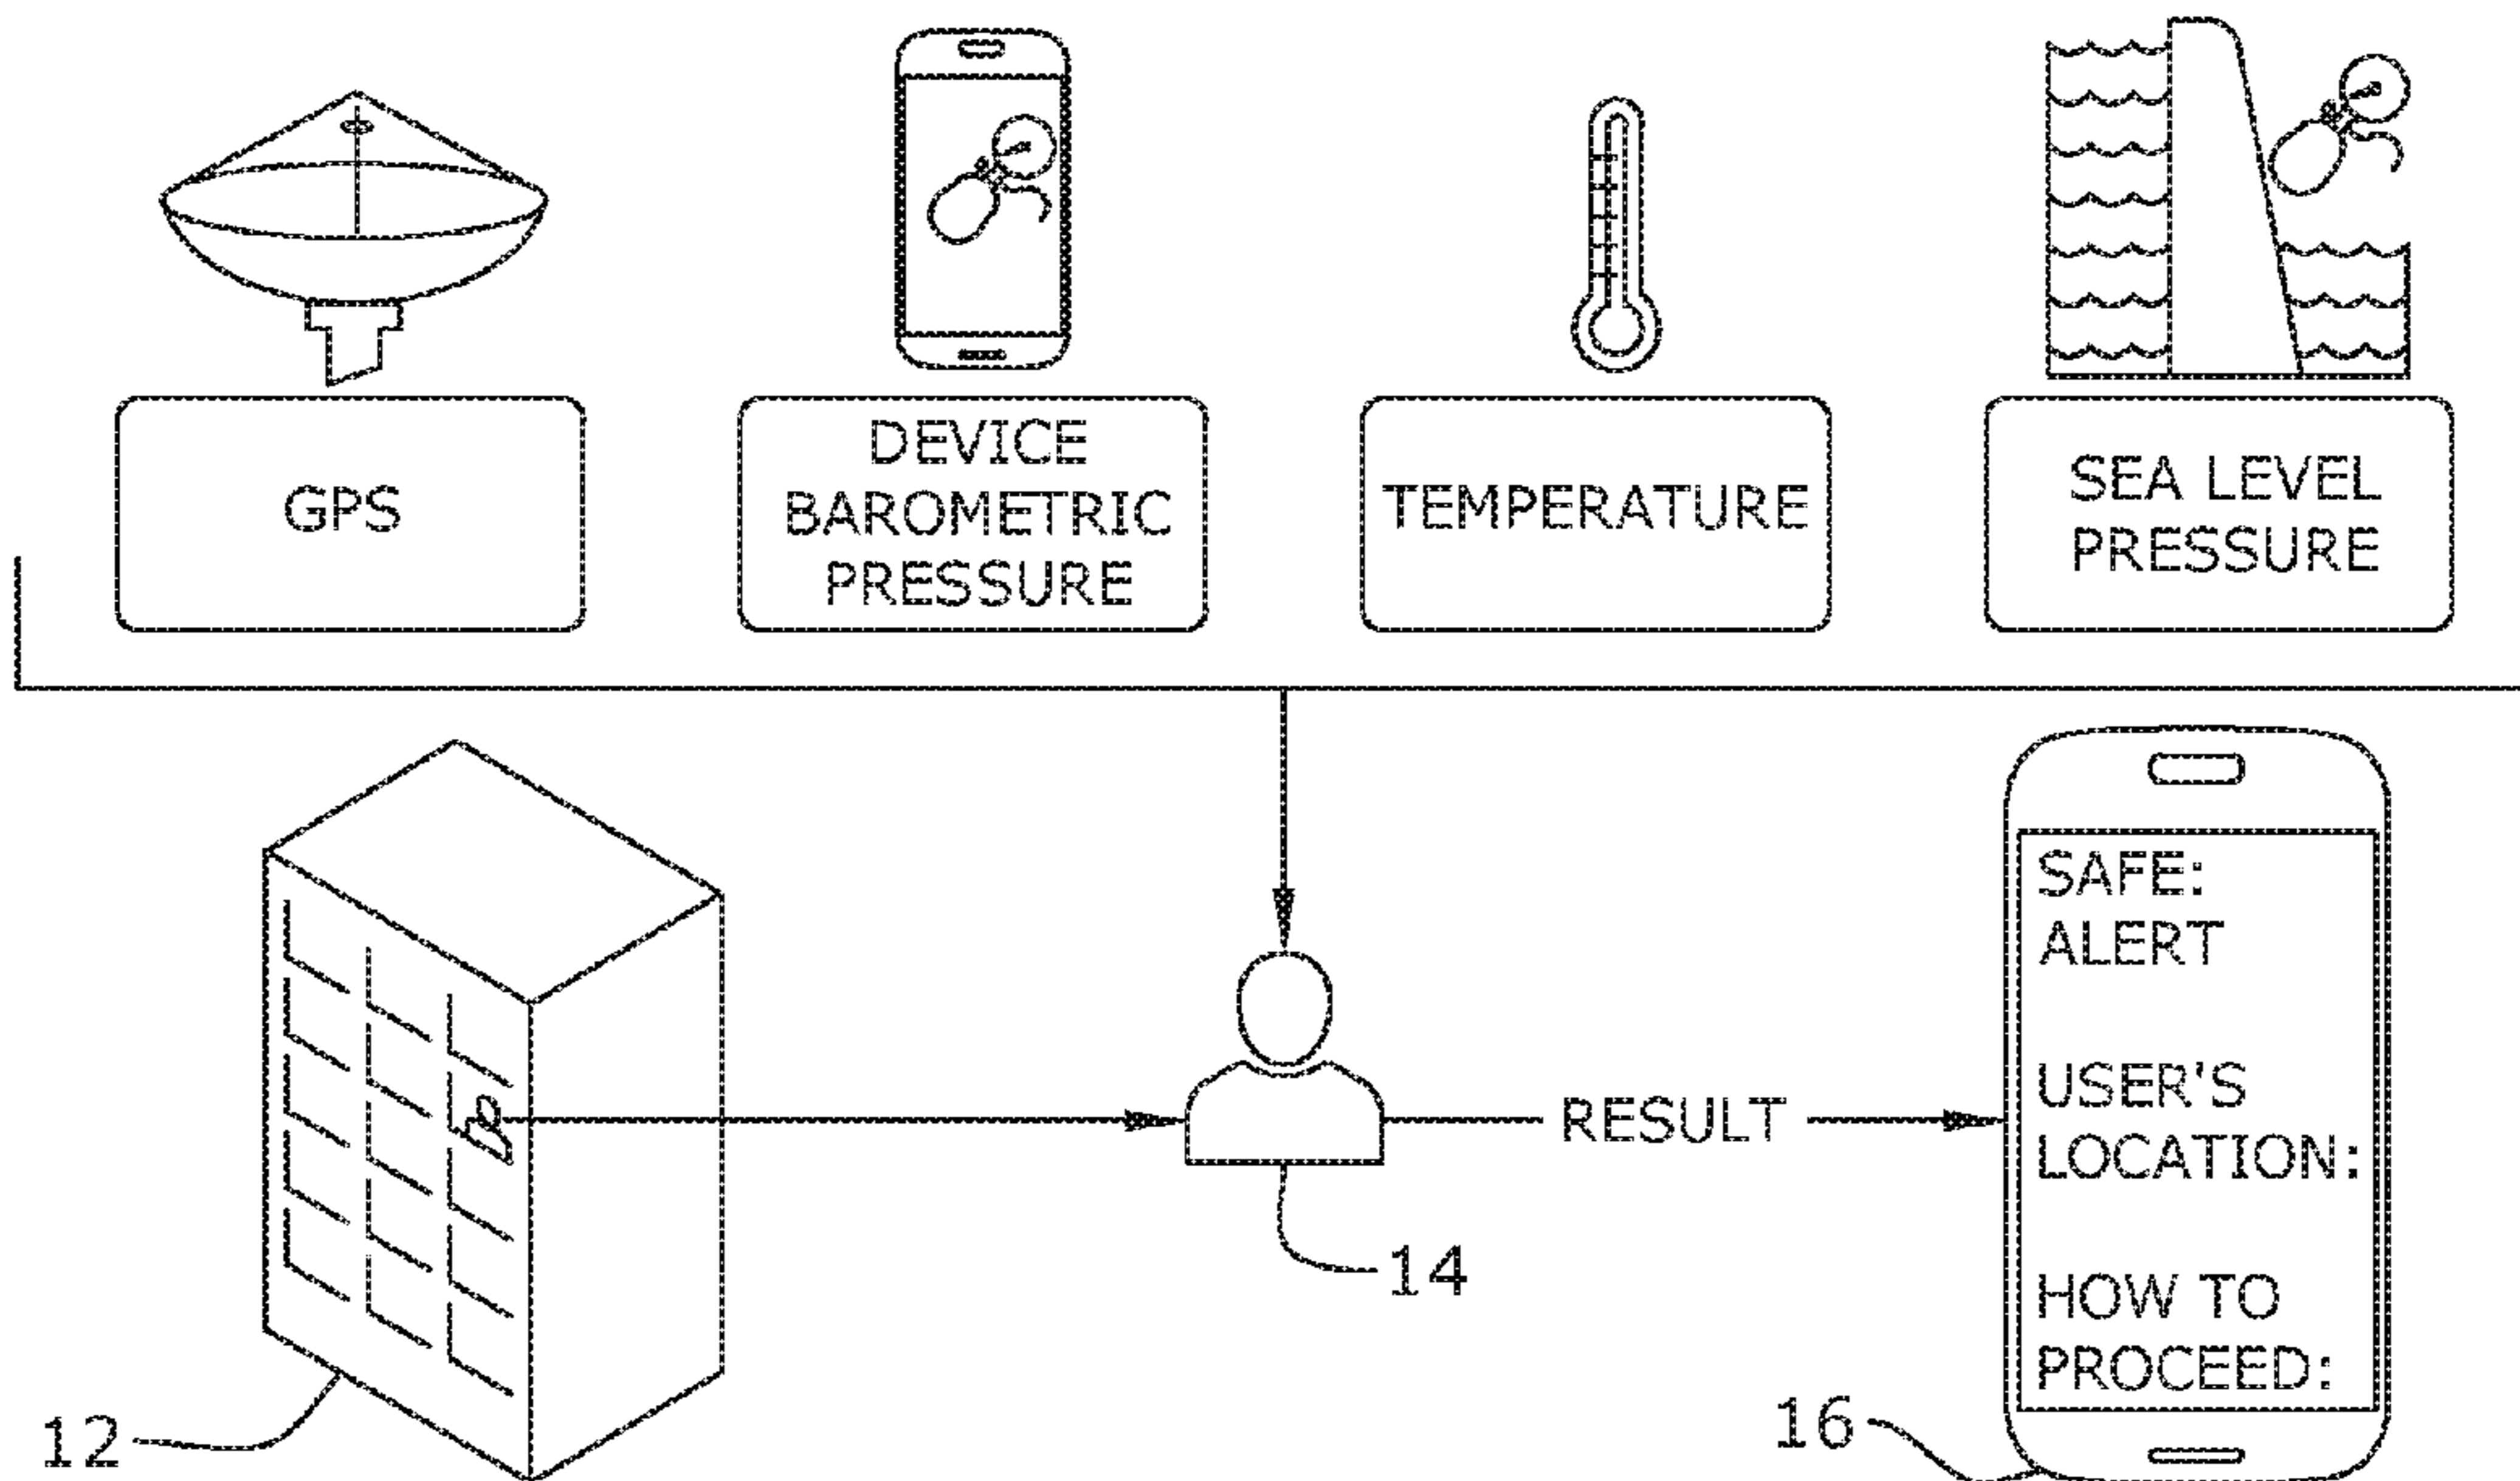 GPS
DEVICE
BAROMETRIC
PRESSURE
TEMPERATURE
SEA LEVEL
PRESSURE
SAFE:
ALERT
USER'S
LOCATION:
HOW TO
PROCEED:
RESULT
14
12
16